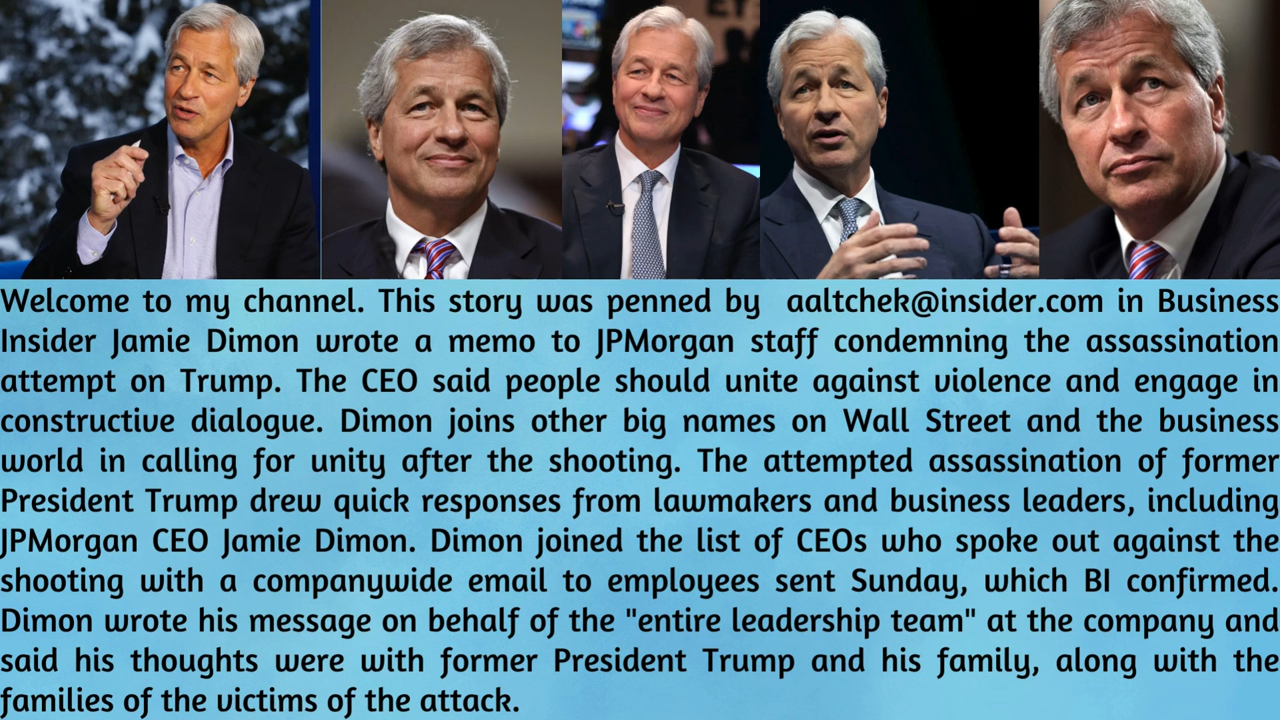 Welcome to my channel. This story was penned by aaltchek@insider.com in Business
Insider Jamie Dimon wrote a memo to JPMorgan staff condemning the assassination
attempt on Trump. The CEO said people should unite against violence and engage in
constructive dialogue. Dimon joins other big names on Wall Street and the business
world in calling for unity after the shooting. The attempted assassination of former
President Trump drew quick responses from lawmakers and business leaders, including
JPMorgan CEO Jamie Dimon. Dimon joined the list of CEOs who spoke out against the
shooting with a companywide email to employees sent Sunday, which BI confirmed.
Dimon wrote his message on behalf of the "entire leadership team" at the company and
said his thoughts were with former President Trump and his family, along with the
families of the victims of the attack.